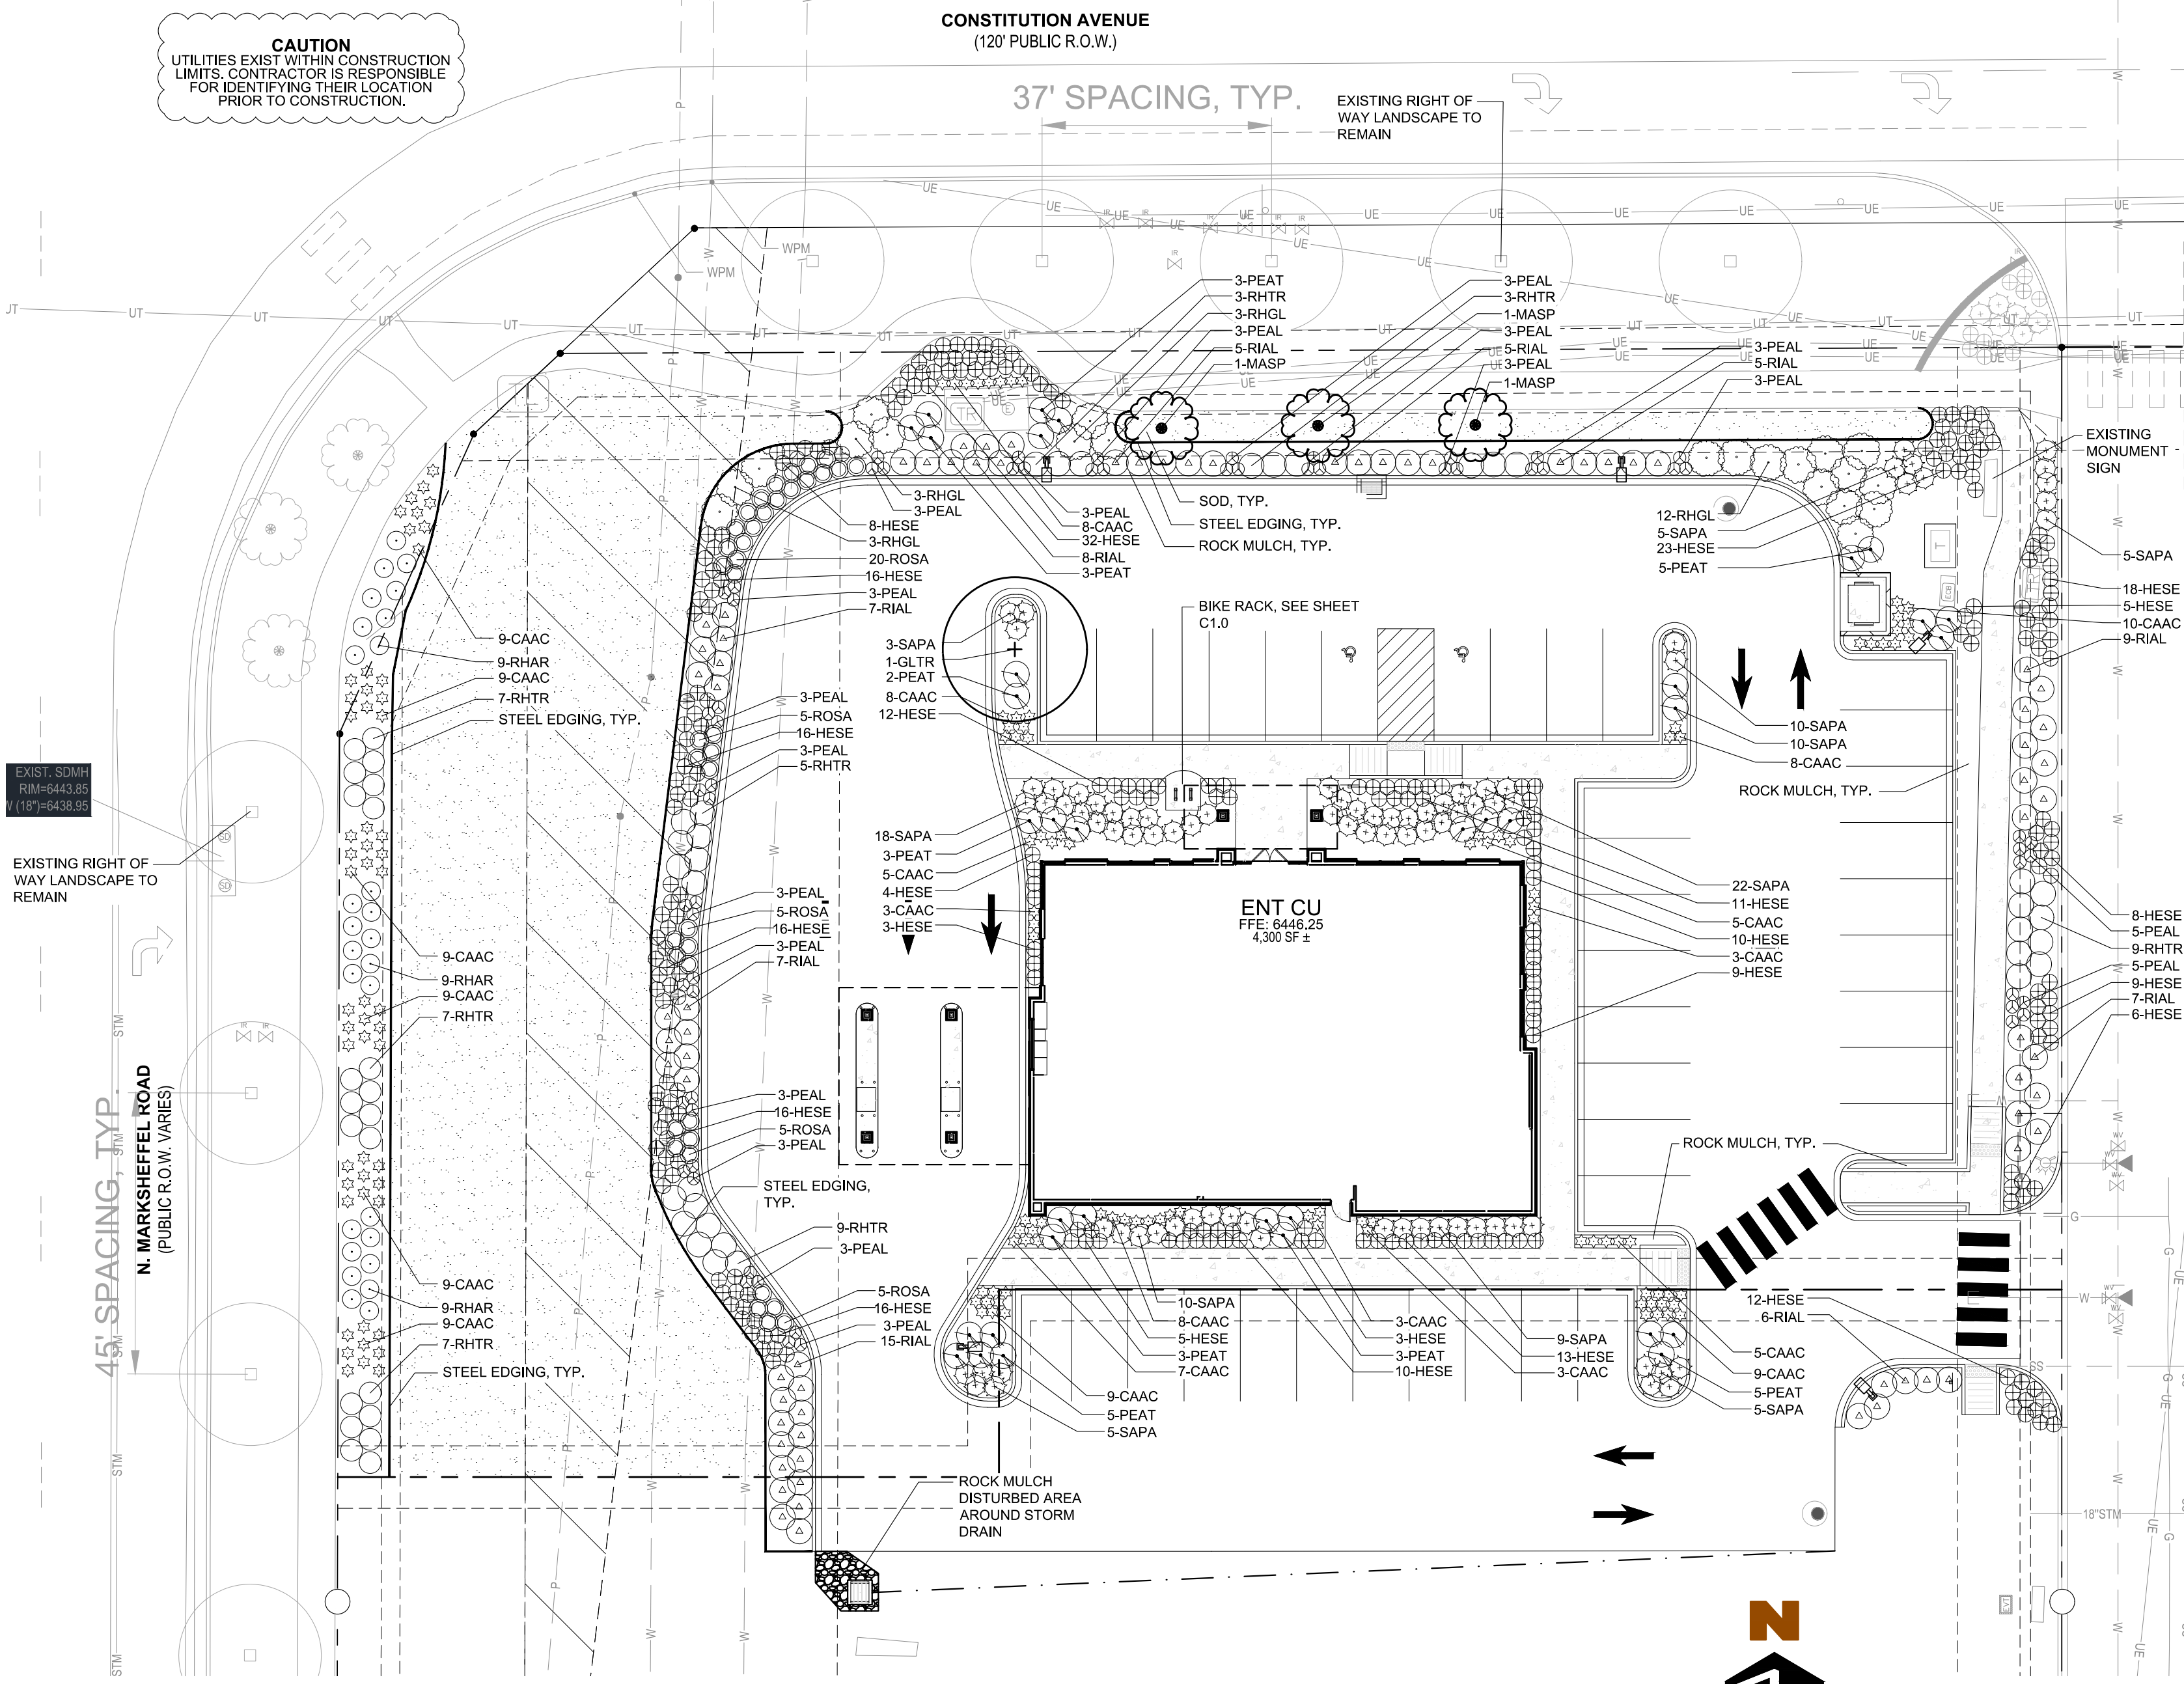 CAUTION
UTILITIES EXIST WITHIN CONSTRUCTION
LIMITS. CONTRACTOR IS RESPONSIBLE
FOR IDENTIFYING THEIR LOCATION
PRIOR TO CONSTRUCTION.
CONSTITUTION AVENUE
(120' PUBLIC R.O.W.)
37' SPACING, TYP.
EXISTING RIGHT OF
WAY LANDSCAPE TO
REMAIN
WPM
WPM
3-PEAT
3-RHTR
3-RHGL
3-PEAL
5-RIAL
1-MASP
3-PEAL
3-RHTR
1-MASP
3-PEAL
5-RIAL
3-PEAL
1-MASP
3-PEAL
5-RIAL
3-PEAL
EXISTING
MONUMENT
SIGN
3-RHGL
3-PEAL
8-HESE
3-RHGL
20-ROSA
16-HESE
3-PEAL
7-RIAL
3-PEAL
8-CAAC
32-HESE
8-RIAL
3-PEAT
SOD, TYP.
STEEL EDGING, TYP.
ROCK MULCH, TYP.
12-RHGL
5-SAPA
23-HESE
5-PEAT
5-SAPA
18-HESE
5-HESE
10-CAAC
9-RIAL
BIKE RACK, SEE SHEET
C1.0
3-SAPA
1-GLTR
2-PEAT
8-CAAC
12-HESE
9-CAAC
9-RHAR
9-CAAC
7-RHTR
STEEL EDGING, TYP.
3-PEAL
5-ROSA
16-HESE
3-PEAL
5-RHTR
10-SAPA
10-SAPA
8-CAAC
ROCK MULCH, TYP.
EXIST. SDMH
RIM=6443.85
(18")=6438.95
EXISTING RIGHT OF
WAY LANDSCAPE TO
REMAIN
18-SAPA
3-PEAT
5-CAAC
4-HESE
3-CAAC
3-HESE
ENT CU
FFE: 6446.25
4,300 SF ±
22-SAPA
11-HESE
5-CAAC
10-HESE
3-CAAC
9-HESE
8-HESE
5-PEAL
9-RHTR
5-PEAL
9-HESE
7-RIAL
6-HESE
3-PEAL
5-ROSA
16-HESE
3-PEAL
7-RIAL
9-CAAC
9-RHAR
9-CAAC
7-RHTR
45' SPACING, TYP.
N. MARKSHEFFEL ROAD
(PUBLIC R.O.W. VARIES)
3-PEAL
16-HESE
5-ROSA
3-PEAL
STEEL EDGING,
TYP.
ROCK MULCH, TYP.
9-RHTR
3-PEAL
9-CAAC
9-RHAR
9-CAAC
7-RHTR
STEEL EDGING, TYP.
5-ROSA
16-HESE
3-PEAL
15-RIAL
10-SAPA
8-CAAC
5-HESE
3-PEAT
7-CAAC
9-CAAC
5-PEAT
5-SAPA
3-CAAC
3-HESE
3-PEAT
10-HESE
9-SAPA
13-HESE
3-CAAC
12-HESE
6-RIAL
5-CAAC
9-CAAC
5-PEAT
5-SAPA
ROCK MULCH
DISTURBED AREA
AROUND STORM
DRAIN
18"STM
N